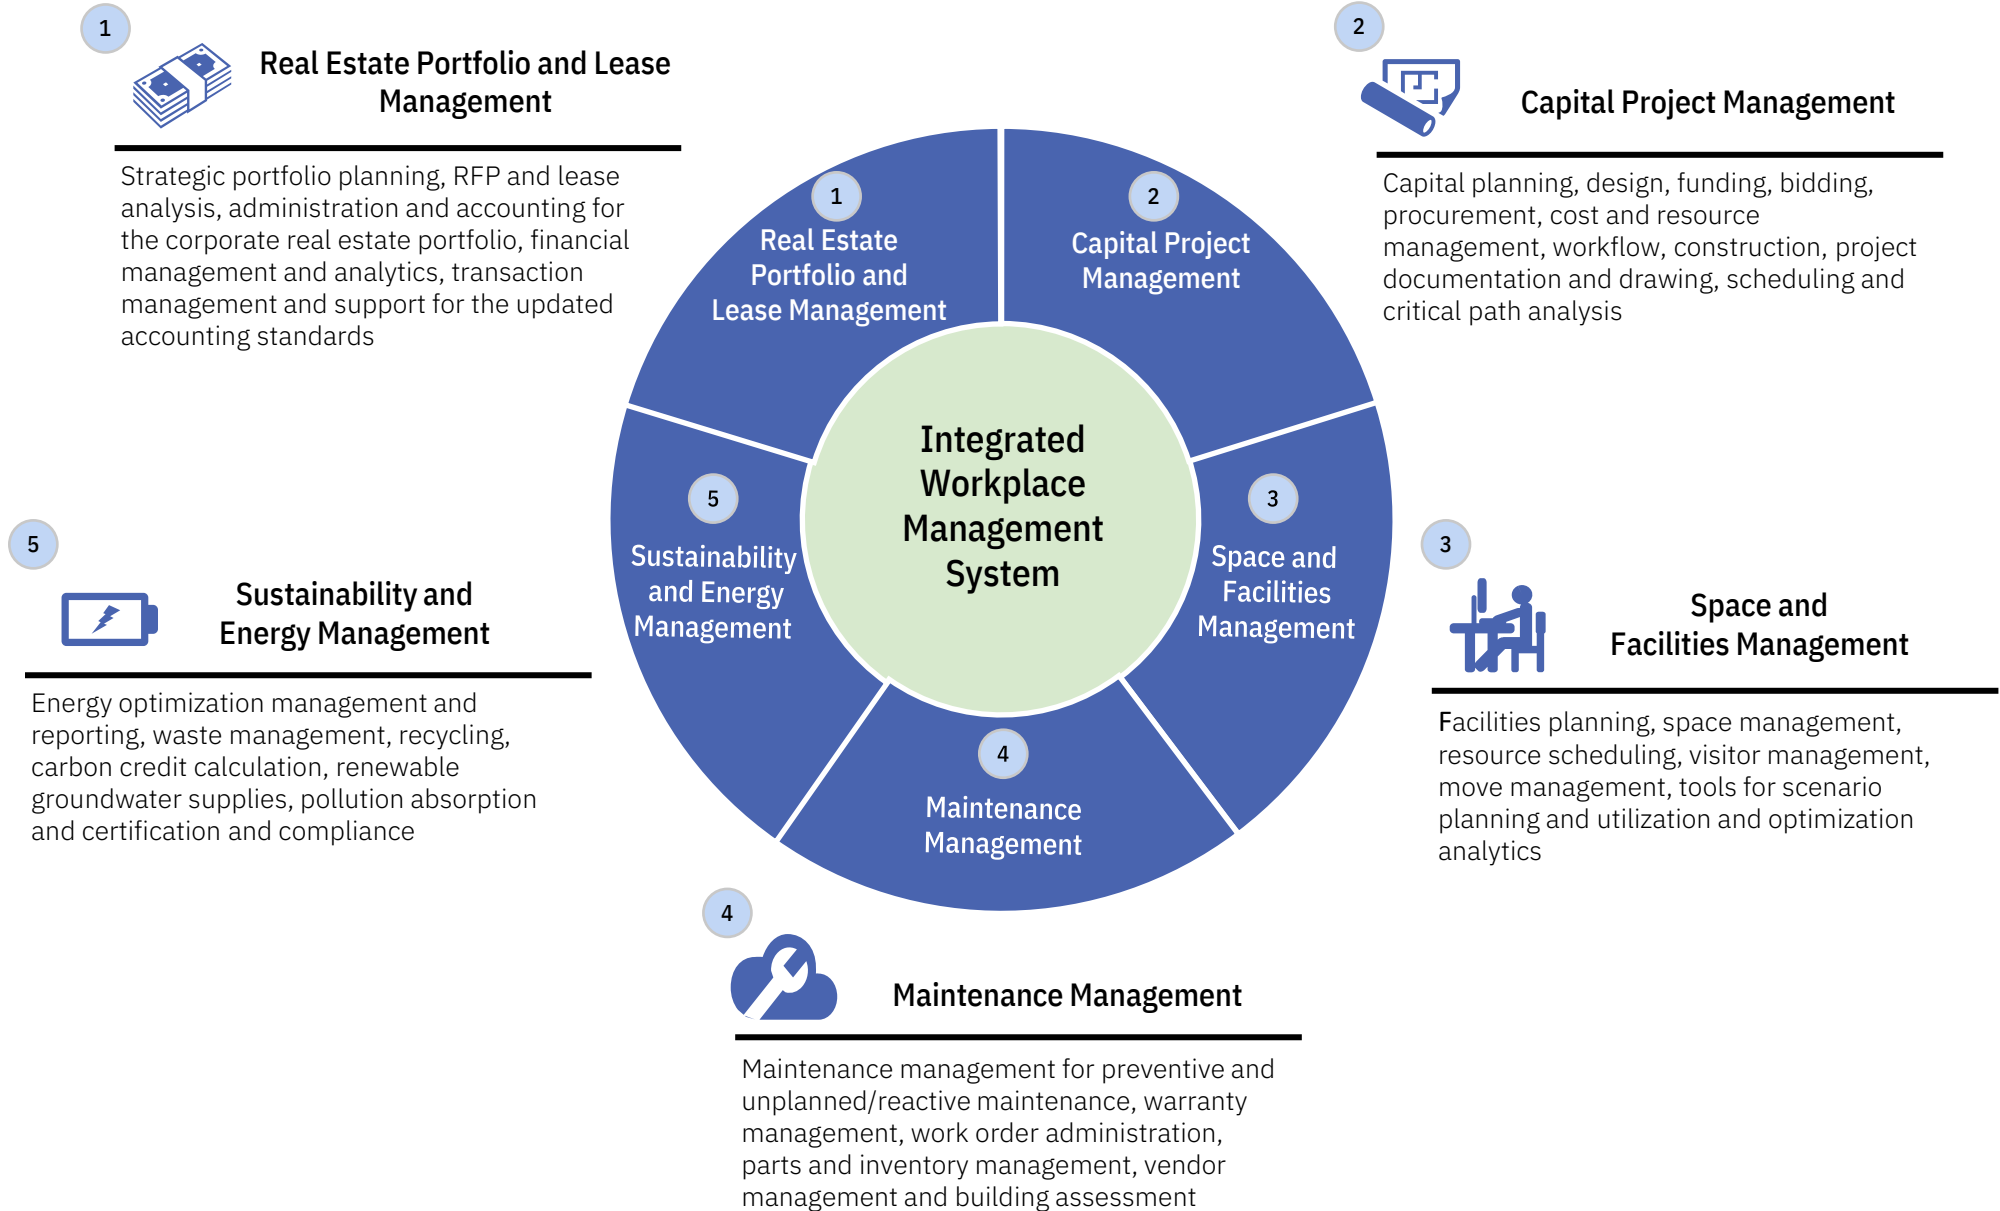 1
Real Estate Portfolio and Lease
Management
Strategic portfolio planning, RFP and lease
analysis, administration and accounting for
the corporate real estate portfolio, financial
management and analytics, transaction
management and support for the updated
accounting standards
2
Capital Project Management
Capital planning, design, funding, bidding,
procurement, cost and resource
management, workflow, construction, project
documentation and drawing, scheduling and
critical path analysis
1
Real Estate
Portfolio and
Lease Management
2
Capital Project
Management
Integrated
Workplace
Management
System
5
Sustainability
and Energy
Management
3
Space and
Facilities
Management
4
Maintenance
Management
5
Sustainability and
Energy Management
Energy optimization management and
reporting, waste management, recycling,
carbon credit calculation, renewable
groundwater supplies, pollution absorption
and certification and compliance
3
Space and
Facilities Management
Facilities planning, space management,
resource scheduling, visitor management,
move management, tools for scenario
planning and utilization and optimization
analytics
4
Maintenance Management
Maintenance management for preventive and
unplanned/reactive maintenance, warranty
management, work order administration,
parts and inventory management, vendor
management and building assessment